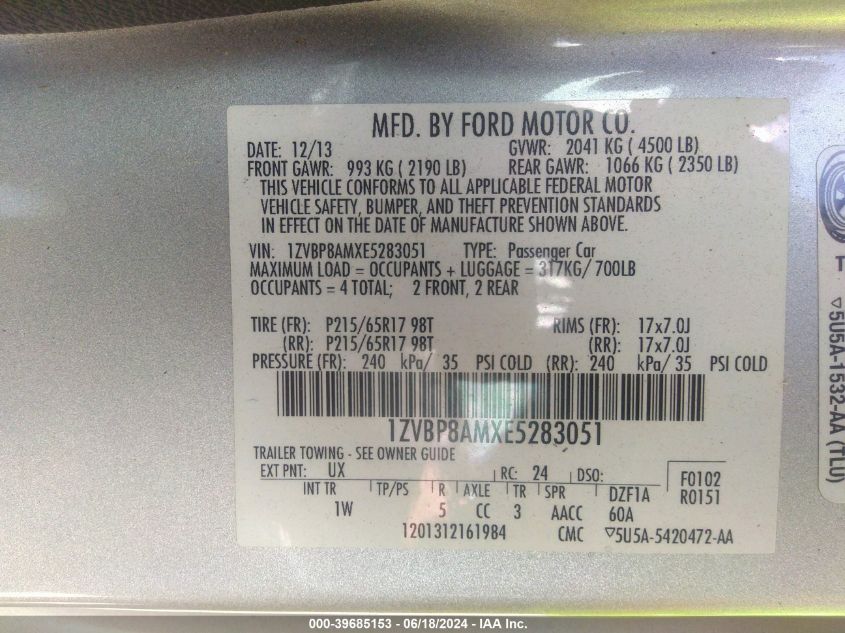 MFD. BY FORD MOTOR CO.
DATE: 12/13 GVWR: 2041 KG ( 4500 LB)
FRONT GAWR: 993 KG ( 2190 LB) REAR GAWR: 1066 KG ( 2350 LB)
THIS VEHICLE CONFORMS TO ALL APPLICABLE FEDERAL MOTOR
VEHICLE SAFETY, BUMPER, AND THEFT PREVENTION STANDARDS
IN EFFECT ON THE DATE OF MANUFACTURE SHOWN ABOVE.
VIN: 1ZVBP8AMXE5283051 TYPE: Passenger Car
MAXIMUM LOAD = OCCUPANTS + LUGGAGE = 317KG/ 700LB
OCCUPANTS = 4 TOTAL; 2 FRONT, 2 REAR
TIRE (FR): P215/65R17 98T RIMS (FR): 17x7.0J
(RR): P215/65R17 98T (RR): 17x7.0J
PRESSURE (FR): 240 kPa/ 35 PSI COLD (RR): 240 kPa/ 35 PSI COLD
1ZVBP8AMXE5283051
TRAILER TOWING - SEE OWNER GUIDE
EXT PNT: UX RC: 24 DSO: F0102
INT TR TP/PS R AXLE TR SPR DZF1A R0151
1W 5 CC 3 AACC 60A
1201312161984 CMC ▽5U5A-5420472-AA
▽5U5A-1532-AA (TLU)
000-39685153 - 06/18/2024 - IAA Inc.